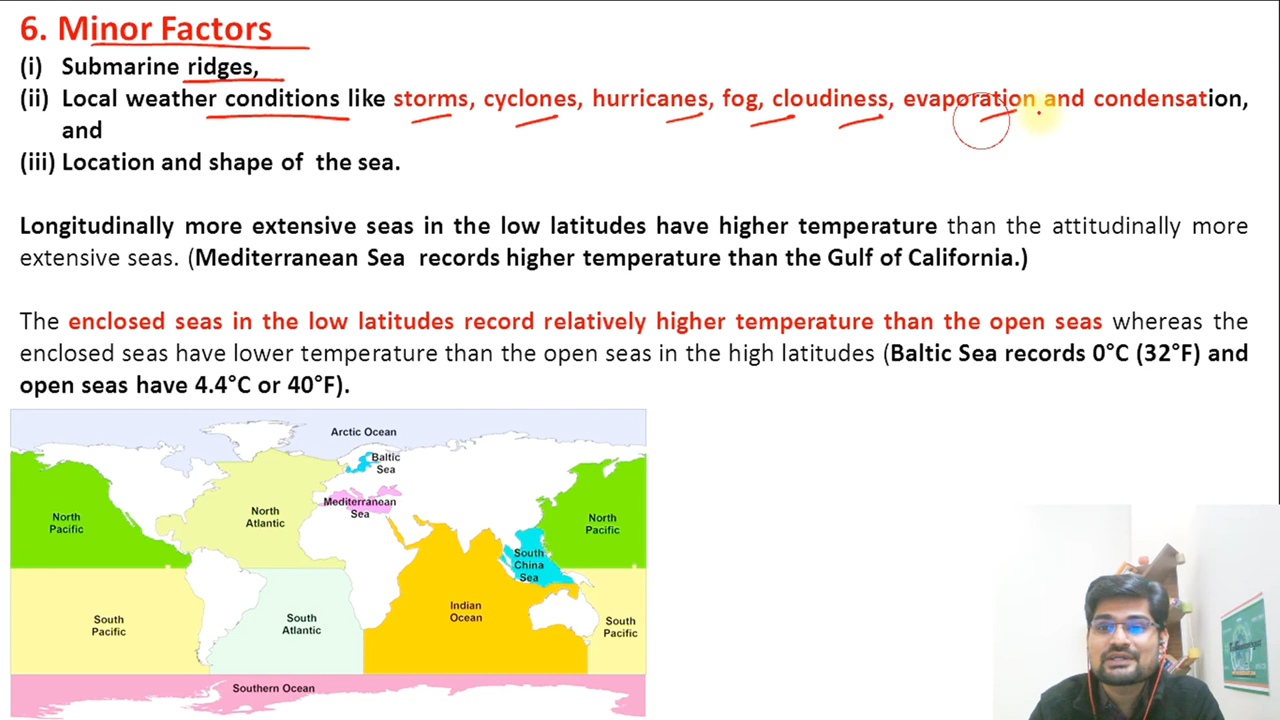 6. Minor Factors
(i) Submarine ridges,
(ii) Local weather conditions like storms, cyclones, hurricanes, fog, cloudiness, evaporation and condensation,
and
(iii) Location and shape of the sea.
Longitudinally more extensive seas in the low latitudes have higher temperature than the attitudinally more
extensive seas. (Mediterranean Sea records higher temperature than the Gulf of California.)
The enclosed seas in the low latitudes record relatively higher temperature than the open seas whereas the
enclosed seas have lower temperature than the open seas in the high latitudes (Baltic Sea records 0°C (32°F) and
open seas have 4.4°C or 40°F).
Arctic Ocean
Baltic
Sea
Mediterranean
Sea
North
Pacific
North
Atlantic
North
Pacific
South
China
Sea
South
Pacific
South
Atlantic
Indian
Ocean
South
Pacific
Southern Ocean